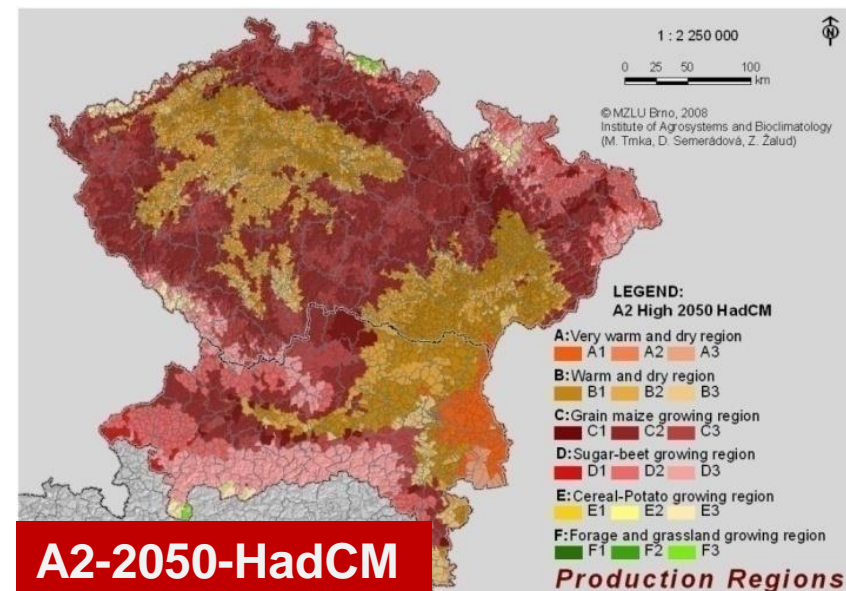 1 : 2 250 000
N
0 25 50 100
km
© MZLU Brno, 2008
Institute of Agrosystems and Bioclimatology
(M. Trnka, D. Semerádová, Z. Žalud)
LEGEND:
A2 High 2050 HadCM
A:Very warm and dry region
A1 A2 A3
B:Warm and dry region
B1 B2 B3
C:Grain maize growing region
C1 C2 C3
D:Sugar-beet growing region
D1 D2 D3
E:Cereal-Potato growing region
E1 E2 E3
F:Forage and grassland growing region
F1 F2 F3
Production Regions
A2-2050-HadCM